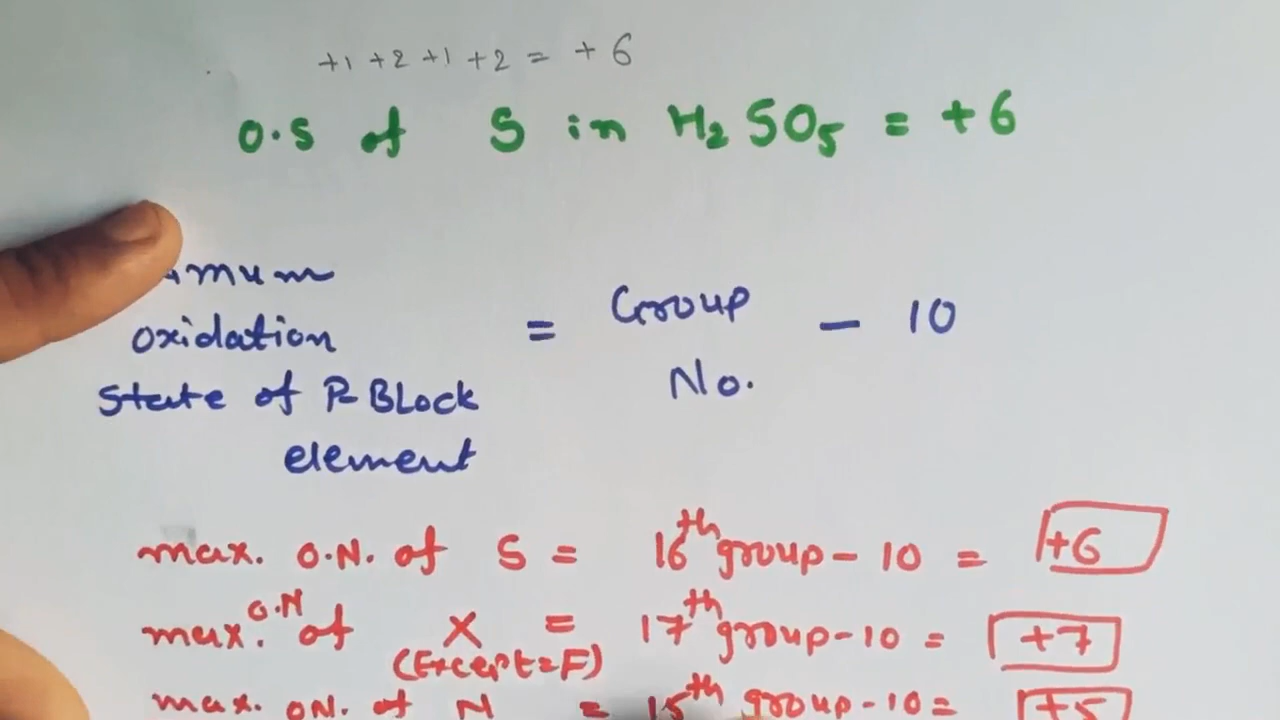 +1 +2 +1 +2 = +6
O.S of S in H₂SO₅ = +6
oxidation = Group - 10
State of P-Block No.
element
max. O.N. of S = 16th group - 10 = +6
max. O.N of X = 17th group - 10 = +7
(Except=F)
max. ON. of N = 15th group - 10 = +5